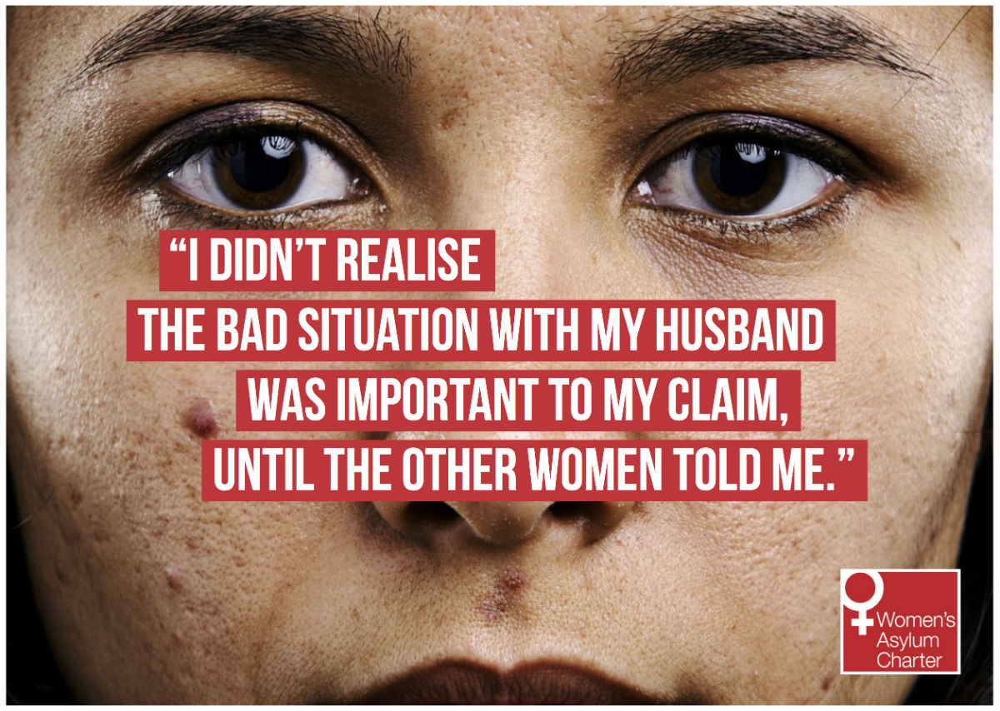 “I DIDN’T REALISE
THE BAD SITUATION WITH MY HUSBAND
WAS IMPORTANT TO MY CLAIM,
UNTIL THE OTHER WOMEN TOLD ME.”
Women’s
Asylum
Charter